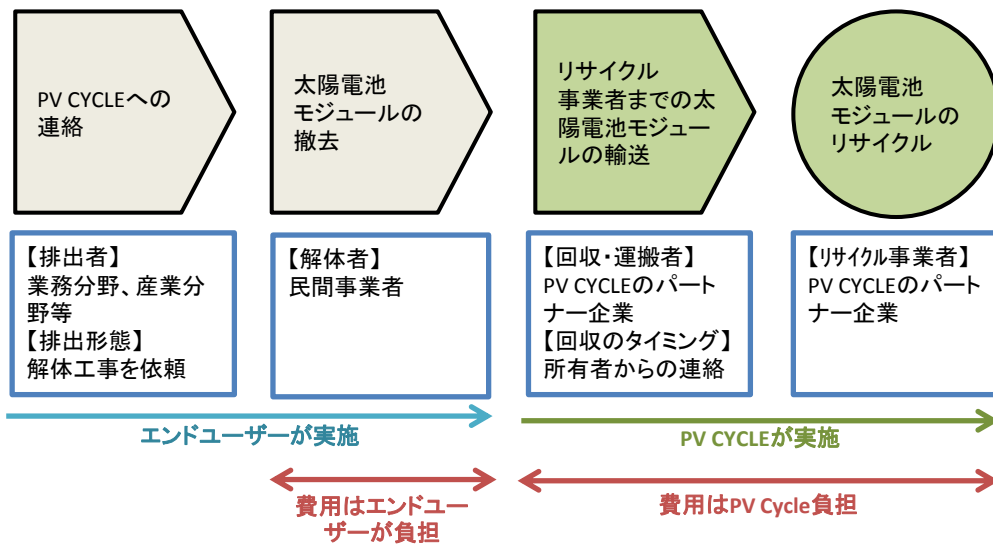 PV CYCLEへの
連絡
太陽電池
モジュールの
撤去
リサイクル
事業者までの太
陽電池モジュー
ルの輸送
太陽電池
モジュールの
リサイクル
【排出者】
業務分野、産業分
野等
【排出形態】
解体工事を依頼
【解体者】
民間事業者
【回収・運搬者】
PV CYCLEのパート
ナー企業
【回収のタイミング】
所有者からの連絡
【リサイクル事業者】
PV CYCLEのパート
ナー企業
エンドユーザーが実施
PV CYCLEが実施
費用はエンドユー
ザーが負担
費用はPV Cycle負担